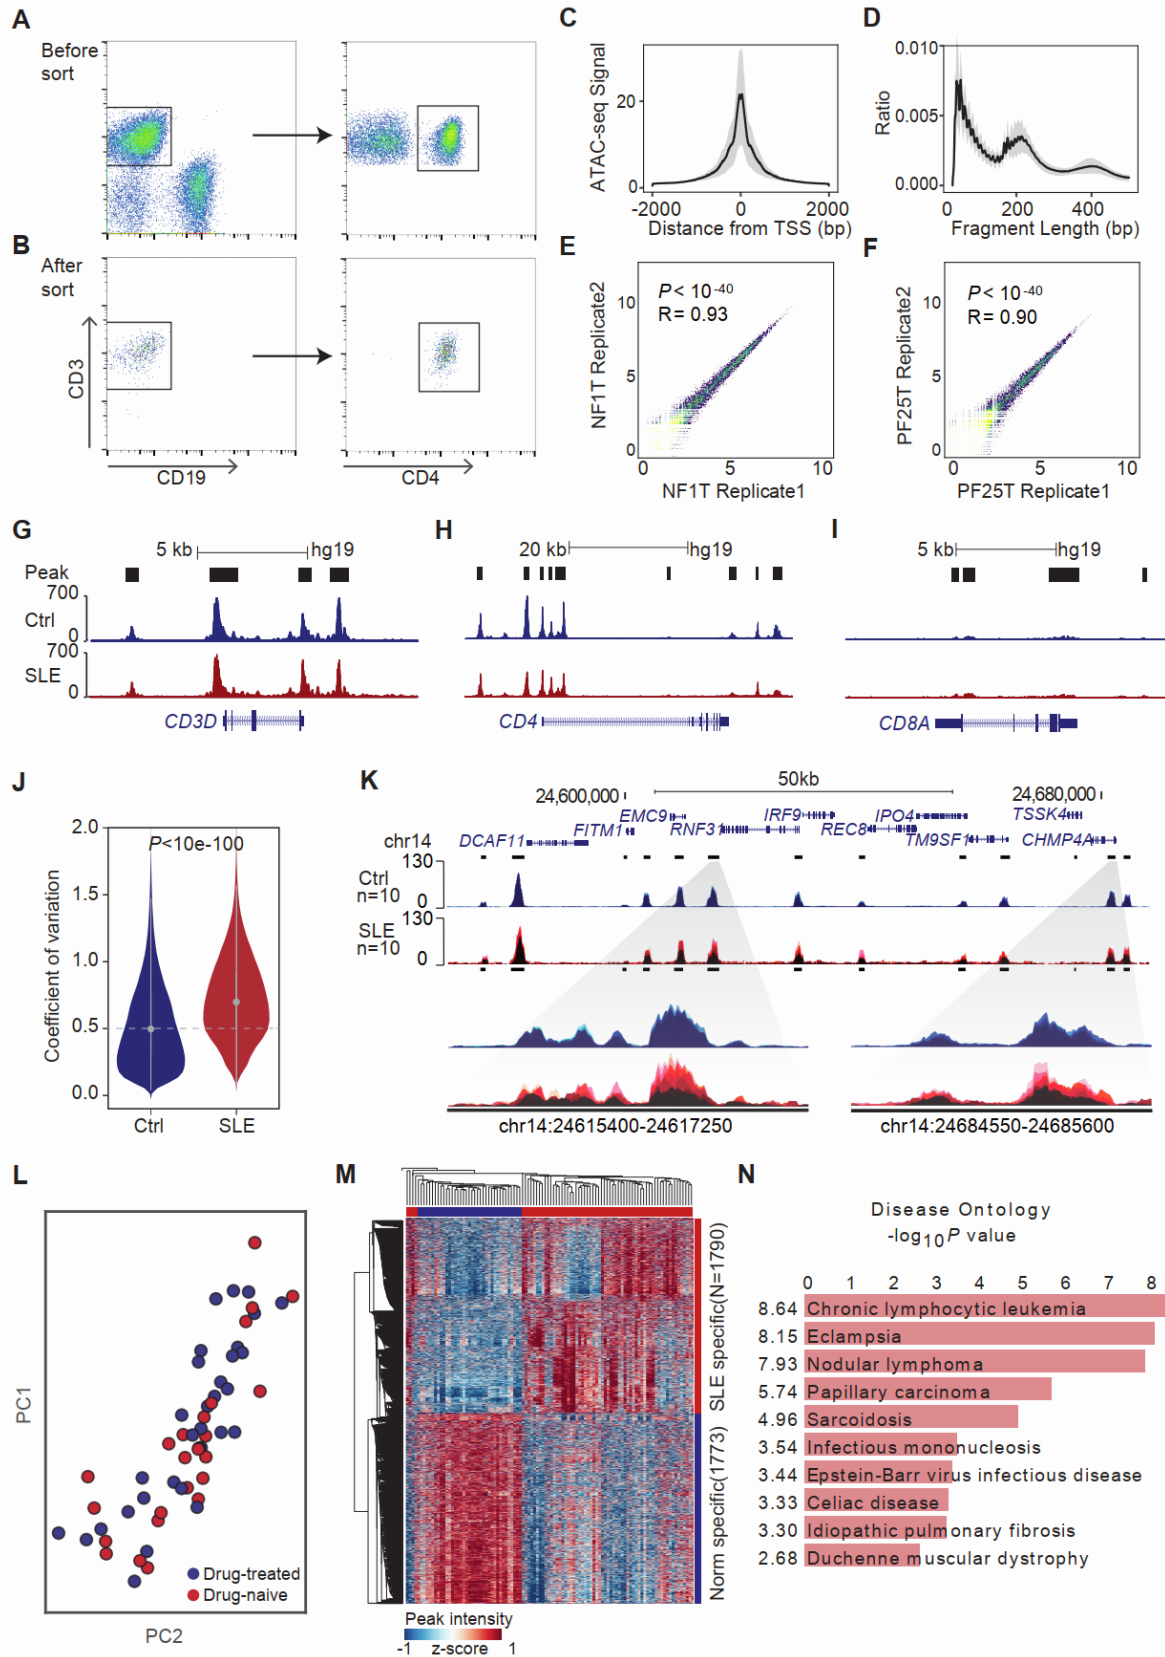 A
Before
sort
B
After
sort
CD3
CD19
CD4
C
ATAC-seq Signal
20
0
-2000
0
2000
Distance from TSS (bp)
D
Ratio
0.010
0.005
0.000
0
200
400
Fragment Length (bp)
E
P < 10-40
R = 0.93
NF1T Replicate2
10
5
0
0
5
10
NF1T Replicate1
F
P < 10-40
R = 0.90
PF25T Replicate2
10
5
0
0
5
10
PF25T Replicate1
G
5 kb
hg19
Peak
700
Ctrl
0
700
SLE
0
CD3D
H
20 kb
hg19
CD4
I
5 kb
hg19
CD8A
J
Coefficient of variation
2.0
1.0
0.5
0.0
P<10e-100
Ctrl
SLE
K
50kb
24,600,000
24,680,000
EMC9
IRF9
IPO4
TSSK4
FITM1
RNF31
REC8
DCAF11
TM9SF1
CHMP4A
chr14
130
Ctrl
n=10
0
130
SLE
n=10
0
chr14:24615400-24617250
chr14:24684550-24685600
L
PC1
Drug-treated
Drug-naive
PC2
M
SLE specific(N=1790)
Norm specific(1773)
Peak intensity
-1 z-score 1
N
Disease Ontology
-log10P value
0 1 2 3 4 5 6 7 8
8.64 Chronic lymphocytic leukemia
8.15 Eclampsia
7.93 Nodular lymphoma
5.74 Papillary carcinoma
4.96 Sarcoidosis
3.54 Infectious mononucleosis
3.44 Epstein-Barr virus infectious disease
3.33 Celiac disease
3.30 Idiopathic pulmonary fibrosis
2.68 Duchenne muscular dystrophy